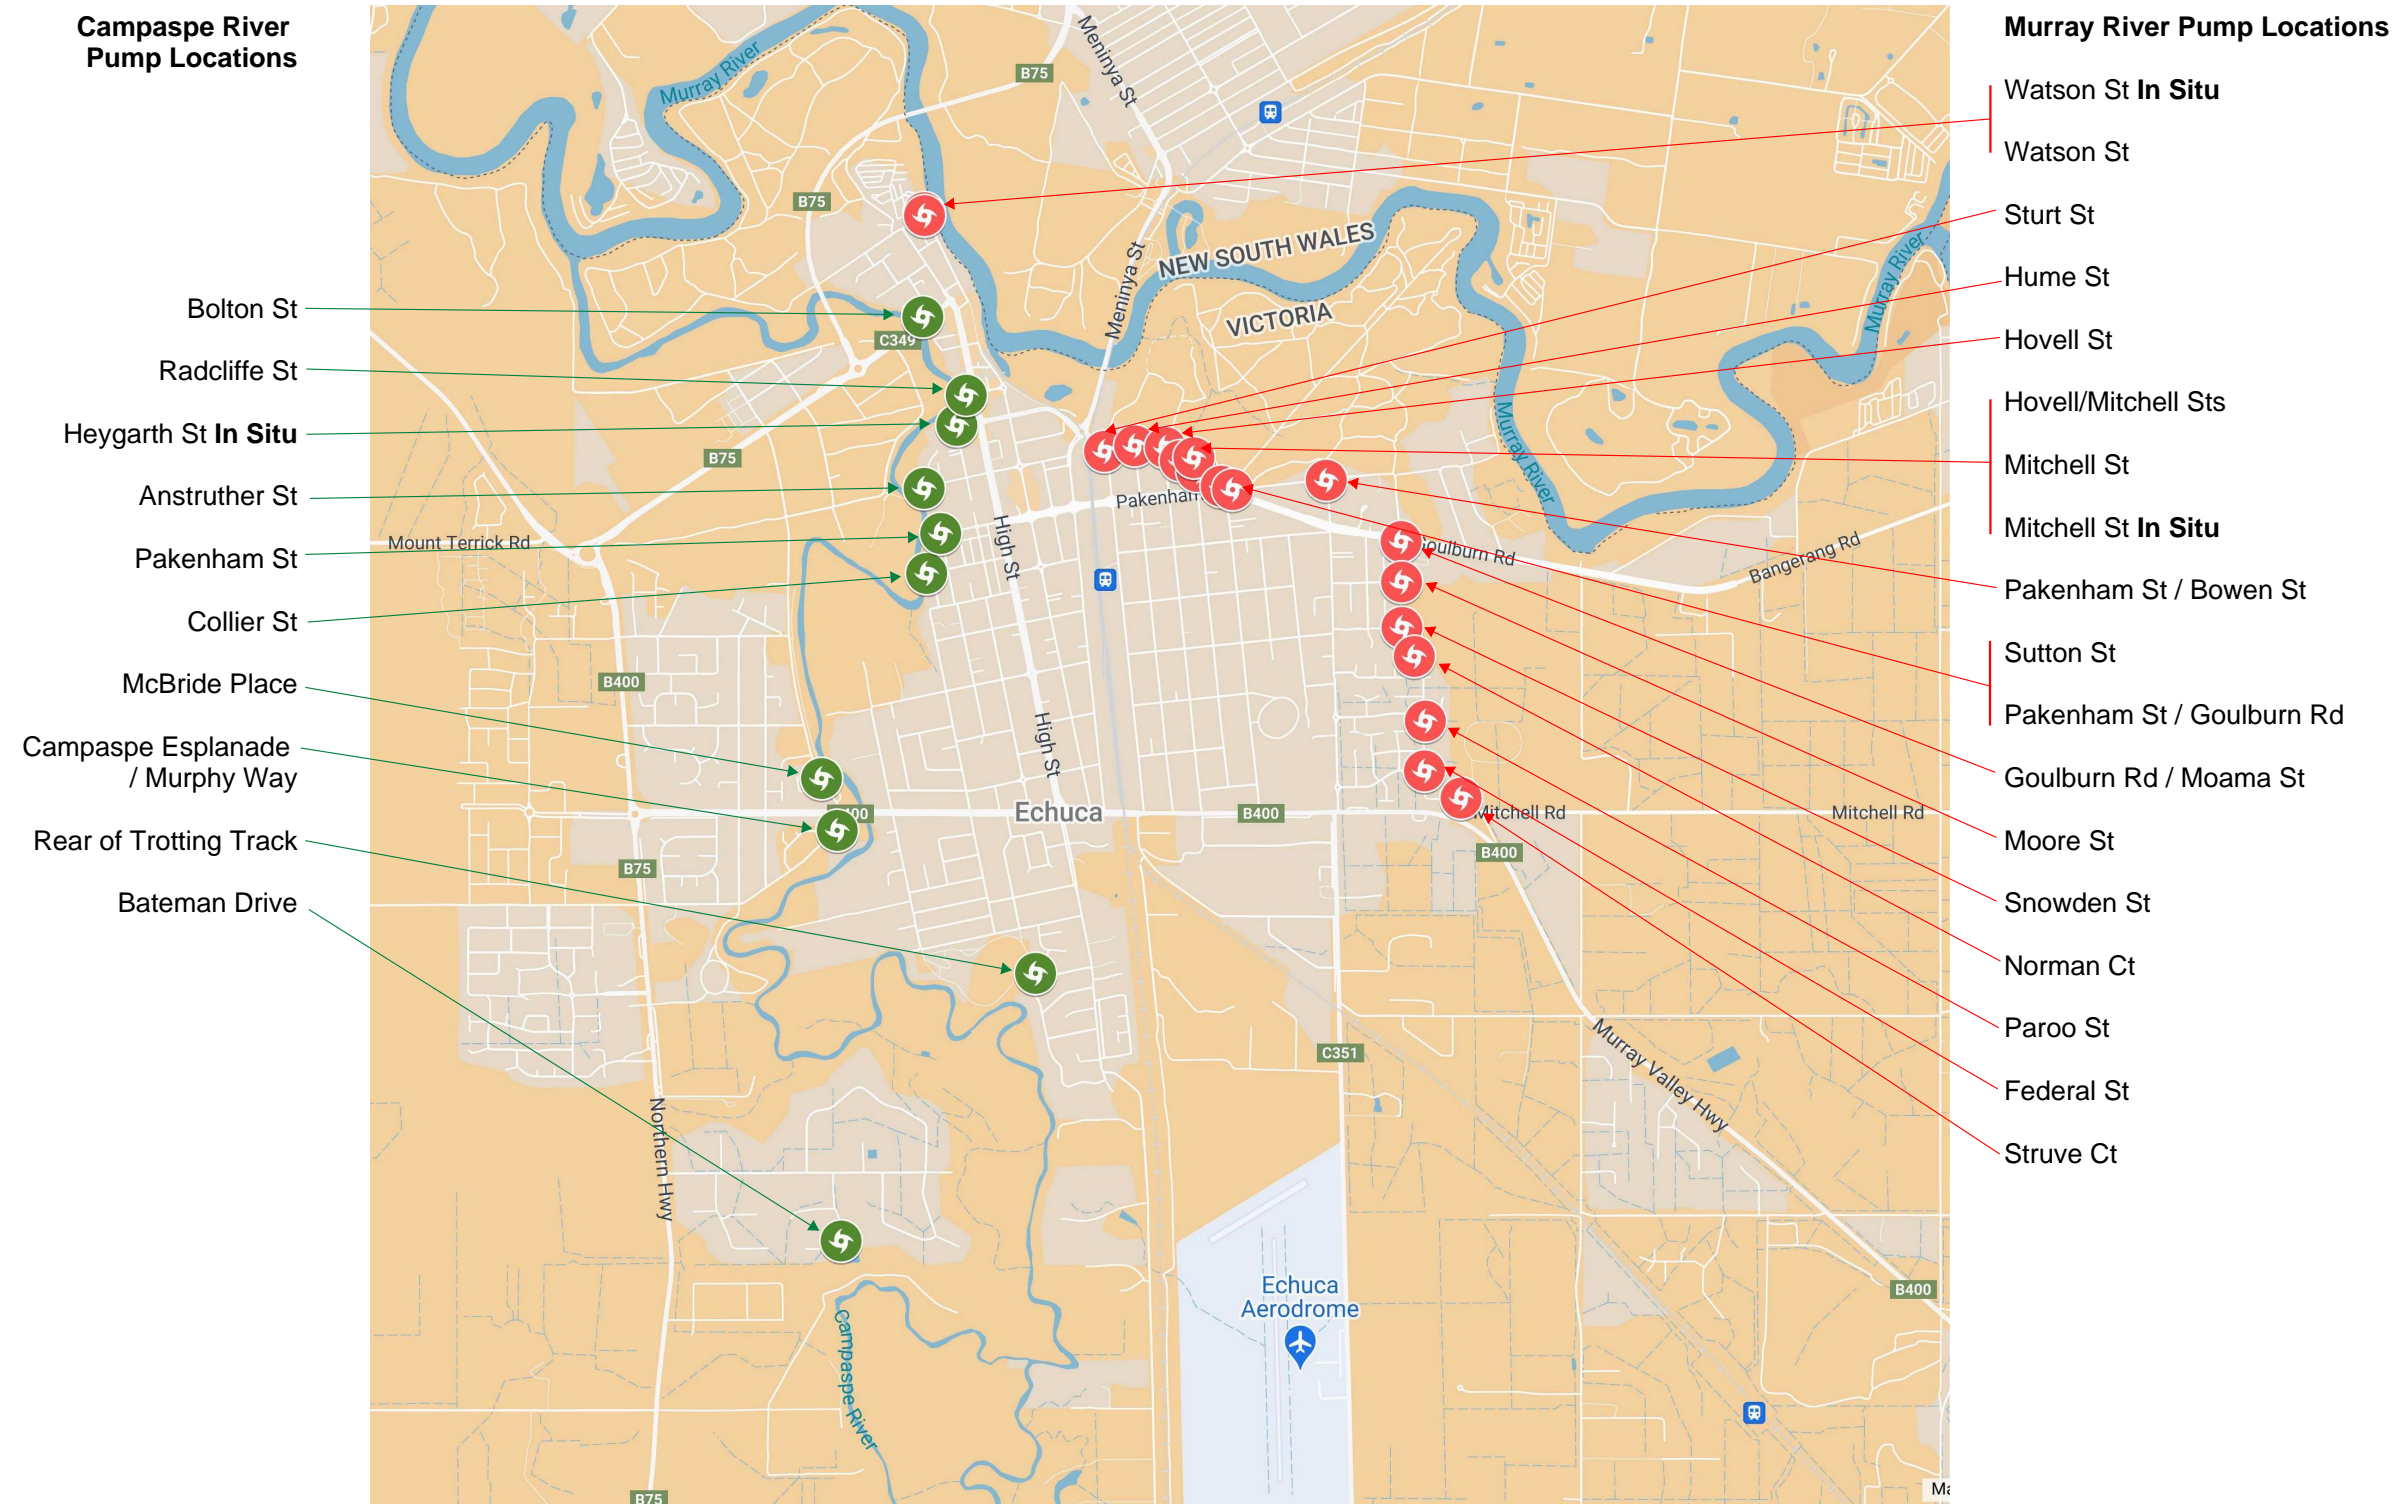 Campaspe River
Pump Locations
Bolton St
Radcliffe St
Heygarth St In Situ
Anstruther St
Pakenham St
Collier St
McBride Place
Campaspe Esplanade
/ Murphy Way
Rear of Trotting Track
Bateman Drive
Murray River
Meninya St
B75
B75
Meninya St
NEW SOUTH WALES
VICTORIA
Murray River
C349
B75
Pakenham
Murray River
Mount Terrick Rd
High St
Goulburn Rd
Bangerang Rd
B400
High St
Echuca
B400
Mitchell Rd
Mitchell Rd
B75
B400
C351
Murray Valley Hwy
Northern Hwy
Echuca
Aerodrome
B400
Campaspe River
B75
Ma
Murray River Pump Locations
Watson St In Situ
Watson St
Sturt St
Hume St
Hovell St
Hovell/Mitchell Sts
Mitchell St
Mitchell St In Situ
Pakenham St / Bowen St
Sutton St
Pakenham St / Goulburn Rd
Goulburn Rd / Moama St
Moore St
Snowden St
Norman Ct
Paroo St
Federal St
Struve Ct